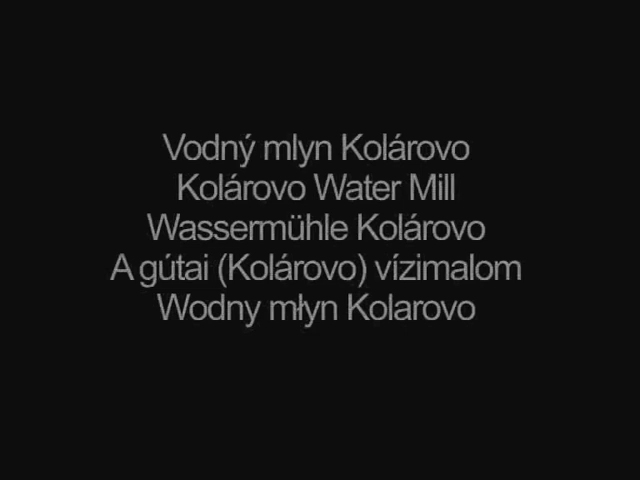 Vodný mlyn Kolárovo
Kolárovo Water Mill
Wassermühle Kolárovo
A gútai (Kolárovo) vízimalom
Wodny młyn Kolarovo